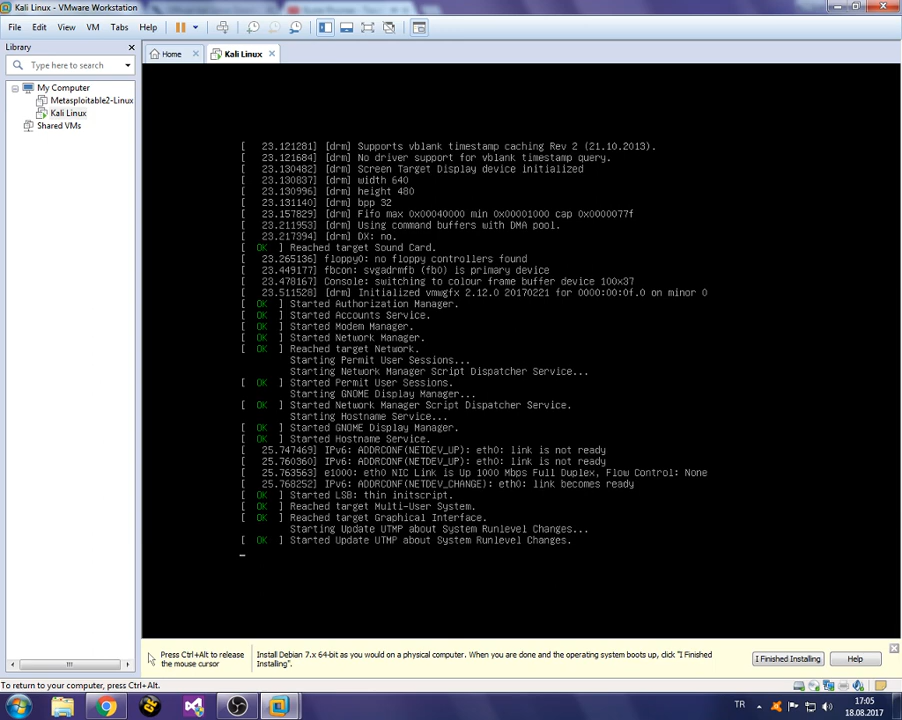 Kali Linux - VMware Workstation
File Edit View VM Tabs Help
Library
Type here to search
My Computer
Metasploitable2-Linux
Kali Linux
Shared VMs
Home
Kali Linux
[ 23.121281] [drm] Supports vblank timestamp caching Rev 2 (21.10.2013).
[ 23.121684] [drm] No driver support for vblank timestamp query.
[ 23.130482] [drm] Screen Target Display device initialized
[ 23.130837] [drm] width 640
[ 23.130996] [drm] height 480
[ 23.131140] [drm] bpp 32
[ 23.157829] [drm] Fifo max 0x00040000 min 0x00001000 cap 0x0000077f
[ 23.211953] [drm] Using command buffers with DMA pool.
[ 23.217394] [drm] DX: no.
[ OK ] Reached target Sound Card.
[ 23.265136] floppy0: no floppy controllers found
[ 23.449177] fbcon: svgadrmfb (fb0) is primary device
[ 23.478167] Console: switching to colour frame buffer device 100x37
[ 23.511528] [drm] Initialized vmwgfx 2.12.0 20170221 for 0000:00:0f.0 on minor 0
[ OK ] Started Authorization Manager.
[ OK ] Started Accounts Service.
[ OK ] Started Modem Manager.
[ OK ] Started Network Manager.
[ OK ] Reached target Network.
Starting Permit User Sessions...
Starting Network Manager Script Dispatcher Service...
[ OK ] Started Permit User Sessions.
Starting GNOME Display Manager...
[ OK ] Started Network Manager Script Dispatcher Service.
Starting Hostname Service...
[ OK ] Started GNOME Display Manager.
[ OK ] Started Hostname Service.
[ 25.747469] IPv6: ADDRCONF(NETDEV_UP): eth0: link is not ready
[ 25.760360] IPv6: ADDRCONF(NETDEV_UP): eth0: link is not ready
[ 25.763563] e1000: eth0 NIC Link is Up 1000 Mbps Full Duplex, Flow Control: None
[ 25.768252] IPv6: ADDRCONF(NETDEV_CHANGE): eth0: link becomes ready
[ OK ] Started LSB: thin initscript.
[ OK ] Reached target Multi-User System.
[ OK ] Reached target Graphical Interface.
Starting Update UTMP about System Runlevel Changes...
[ OK ] Started Update UTMP about System Runlevel Changes.
Press Ctrl+Alt to release
the mouse cursor
Install Debian 7.x 64-bit as you would on a physical computer. When you are done and the operating system boots up, click "I Finished
Installing".
I Finished Installing
Help
To return to your computer, press Ctrl+Alt.
TR
17:05
18.08.2017